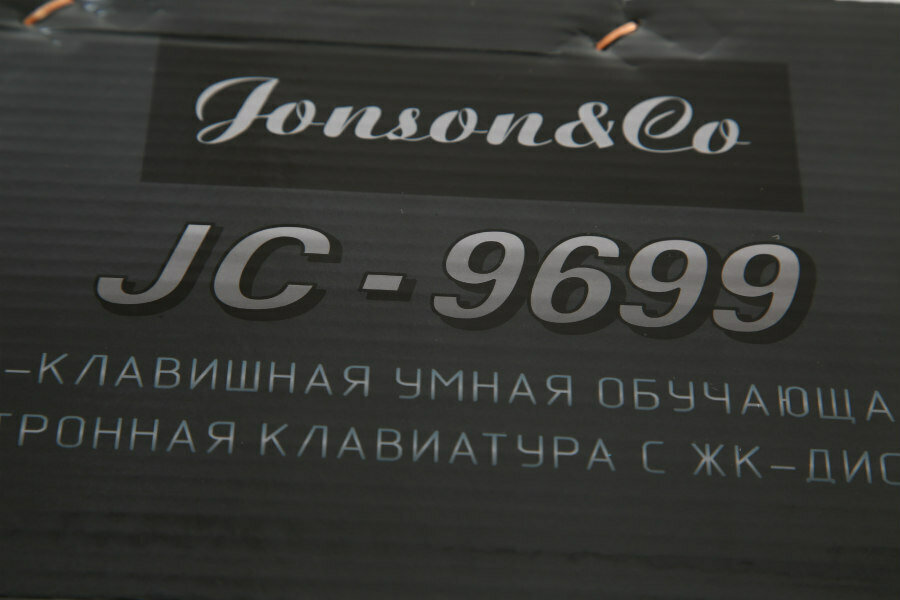 Jonson&Co
JC - 9699
–КЛАВИШНАЯ УМНАЯ ОБУЧАЮЩА
ТРОННАЯ КЛАВИАТУРА С ЖК–ДИС